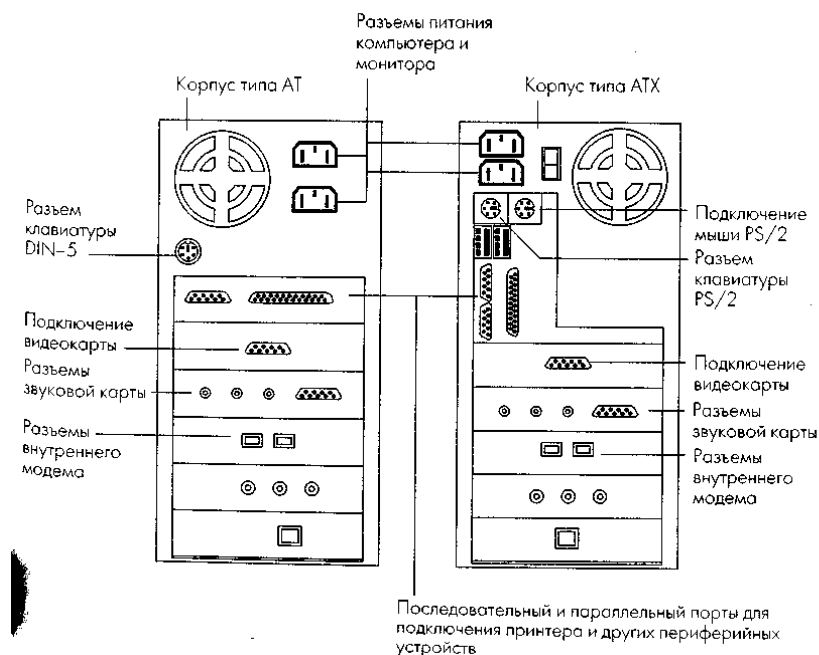 Разъемы питания
компьютера и
монитора
Корпус типа АТ
Корпус типа АТХ
Разъем
клавиатуры
DIN–5
Подключение
мыши PS/2
Разъем
клавиатуры
PS/2
Подключение
видеокарты
Разъемы
звуковой карты
Разъемы
внутреннего
модема
Подключение
видеокарты
Разъемы
звуковой карты
Разъемы
внутреннего
модема
Последовательный и параллельный порты для
подключения принтера и других периферийных
устройств